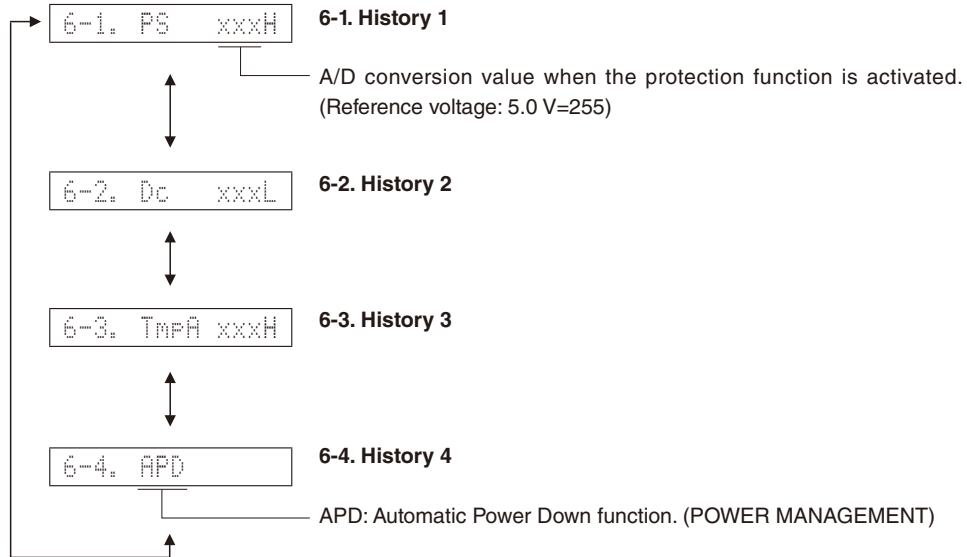 6-1. PS xxxH
6-1. History 1
A/D conversion value when the protection function is activated.
(Reference voltage: 5.0 V=255)
6-2. Dc xxxL
6-2. History 2
6-3. TmpA xxxH
6-3. History 3
6-4. APD
6-4. History 4
APD: Automatic Power Down function. (POWER MANAGEMENT)